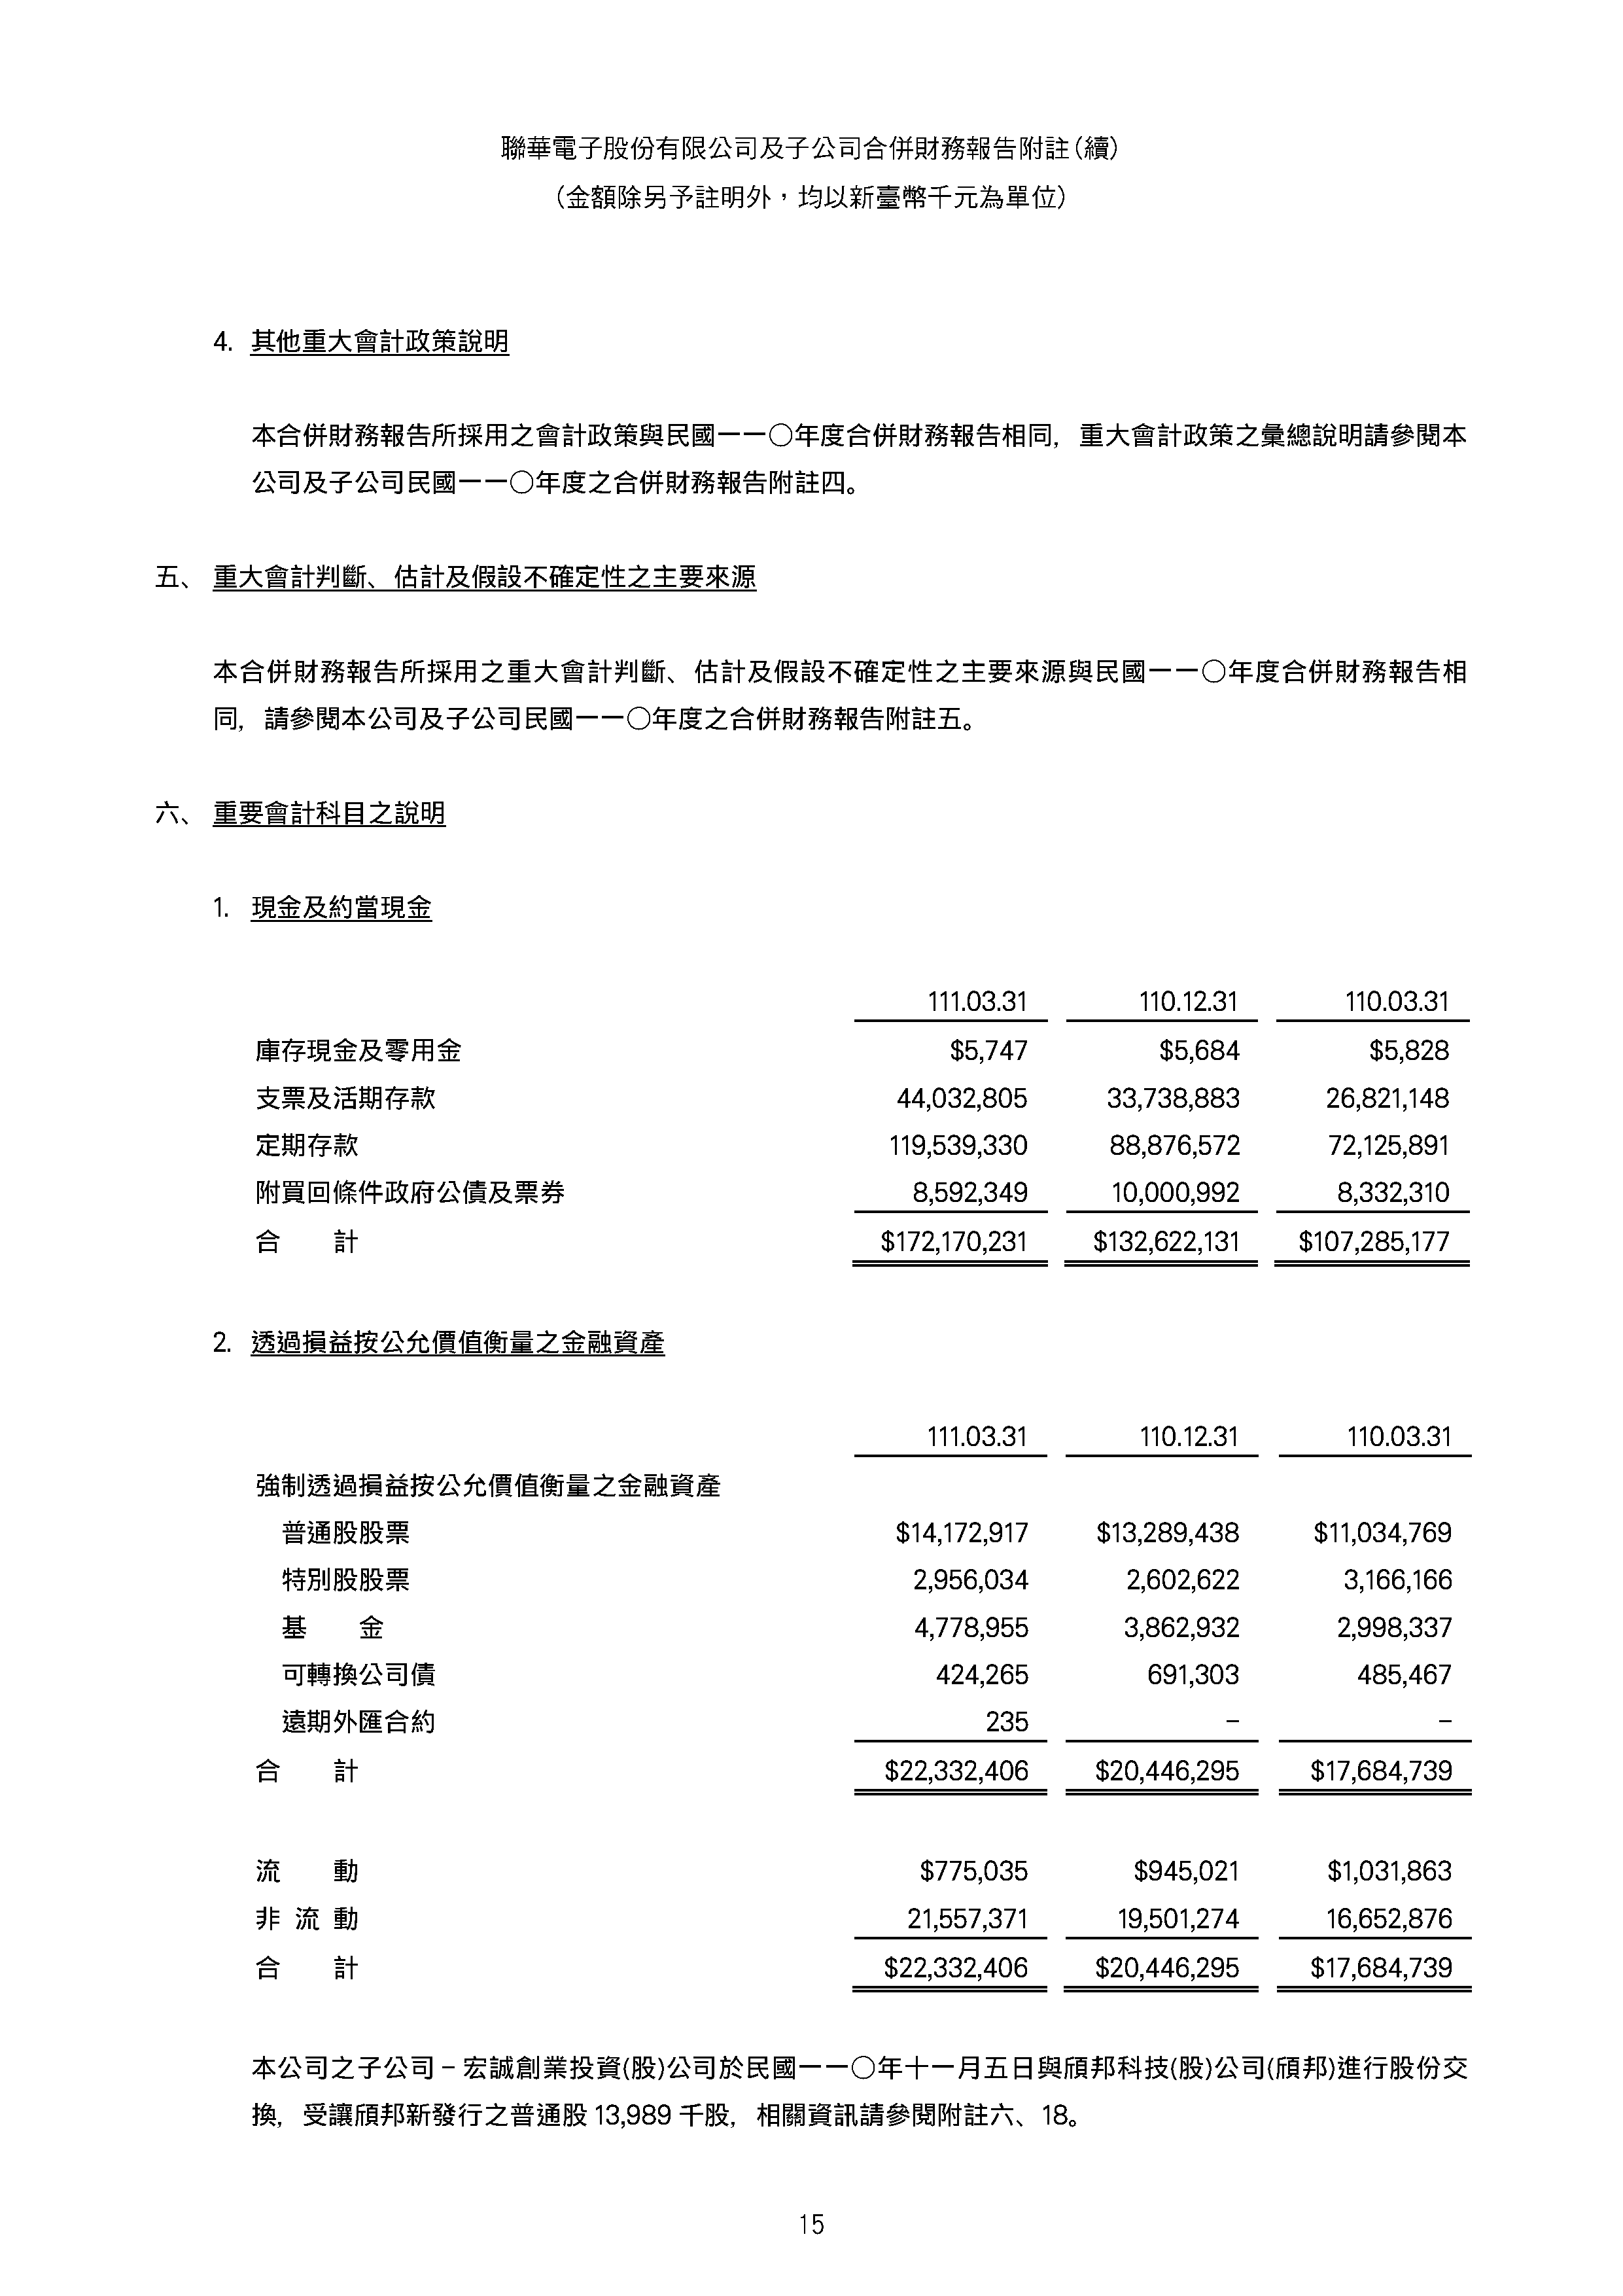 聯華電子股份有限公司及子公司合併財務報告附註(續)
(金額除另予註明外，均以新臺幣千元為單位)
4. 其他重大會計政策說明
本合併財務報告所採用之會計政策與民國一一〇年度合併財務報告相同，重大會計政策之彙總說明請參閱本
公司及子公司民國一一〇年度之合併財務報告附註四。
五、 重大會計判斷、估計及假設不確定性之主要來源
本合併財務報告所採用之重大會計判斷、估計及假設不確定性之主要來源與民國一一〇年度合併財務報告相
同，請參閱本公司及子公司民國一一〇年度之合併財務報告附註五。
六、 重要會計科目之說明
1. 現金及約當現金
111.03.31 110.12.31 110.03.31
庫存現金及零用金 $5,747 $5,684 $5,828
支票及活期存款 44,032,805 33,738,883 26,821,148
定期存款 119,539,330 88,876,572 72,125,891
附買回條件政府公債及票券 8,592,349 10,000,992 8,332,310
合 計 $172,170,231 $132,622,131 $107,285,177
2. 透過損益按公允價值衡量之金融資產
111.03.31 110.12.31 110.03.31
強制透過損益按公允價值衡量之金融資產
普通股股票 $14,172,917 $13,289,438 $11,034,769
特別股股票 2,956,034 2,602,622 3,166,166
基 金 4,778,955 3,862,932 2,998,337
可轉換公司債 424,265 691,303 485,467
遠期外匯合約 235 – –
合 計 $22,332,406 $20,446,295 $17,684,739
流 動 $775,035 $945,021 $1,031,863
非 流 動 21,557,371 19,501,274 16,652,876
合 計 $22,332,406 $20,446,295 $17,684,739
本公司之子公司－宏誠創業投資(股)公司於民國一一〇年十一月五日與頎邦科技(股)公司(頎邦)進行股份交
換，受讓頎邦新發行之普通股 13,989 千股，相關資訊請參閱附註六、18。
15